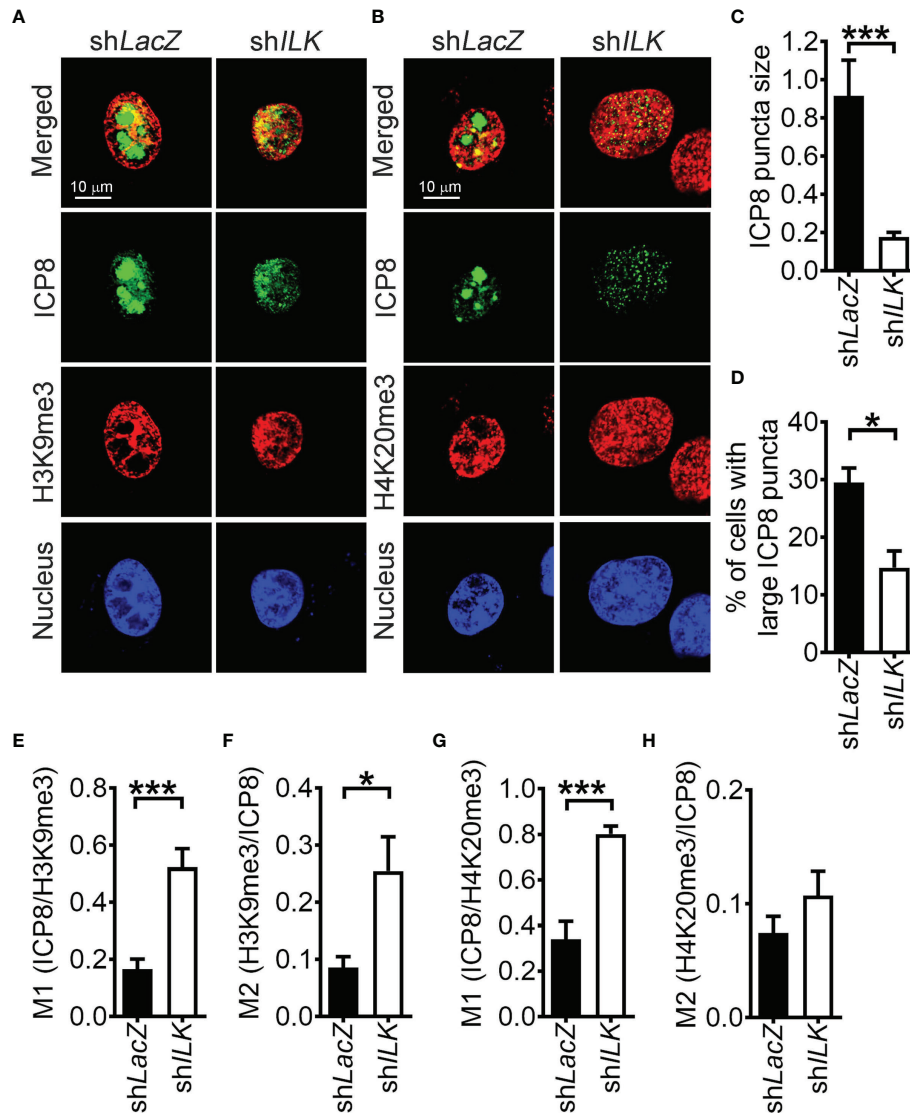 A
shLacZ shILK
Merged
10 μm
ICP8
H3K9me3
Nucleus
B
shLacZ shILK
Merged
10 μm
ICP8
H4K20me3
Nucleus
C
ICP8 puncta size
1.2
1.0
0.8
0.6
0.4
0.2
0.0
***
shLacZ
shILK
D
% of cells with
large ICP8 puncta
40
30
20
10
0
*
shLacZ
shILK
E
M1 (ICP8/H3K9me3)
0.8
0.6
0.4
0.2
0.0
***
shLacZ
shILK
F
M2 (H3K9me3/ICP8)
0.4
0.3
0.2
0.1
0.0
*
shLacZ
shILK
G
M1 (ICP8/H4K20me3)
1.0
0.8
0.6
0.4
0.2
0.0
***
shLacZ
shILK
H
M2 (H4K20me3/ICP8)
0.2
0.1
0.0
shLacZ
shILK